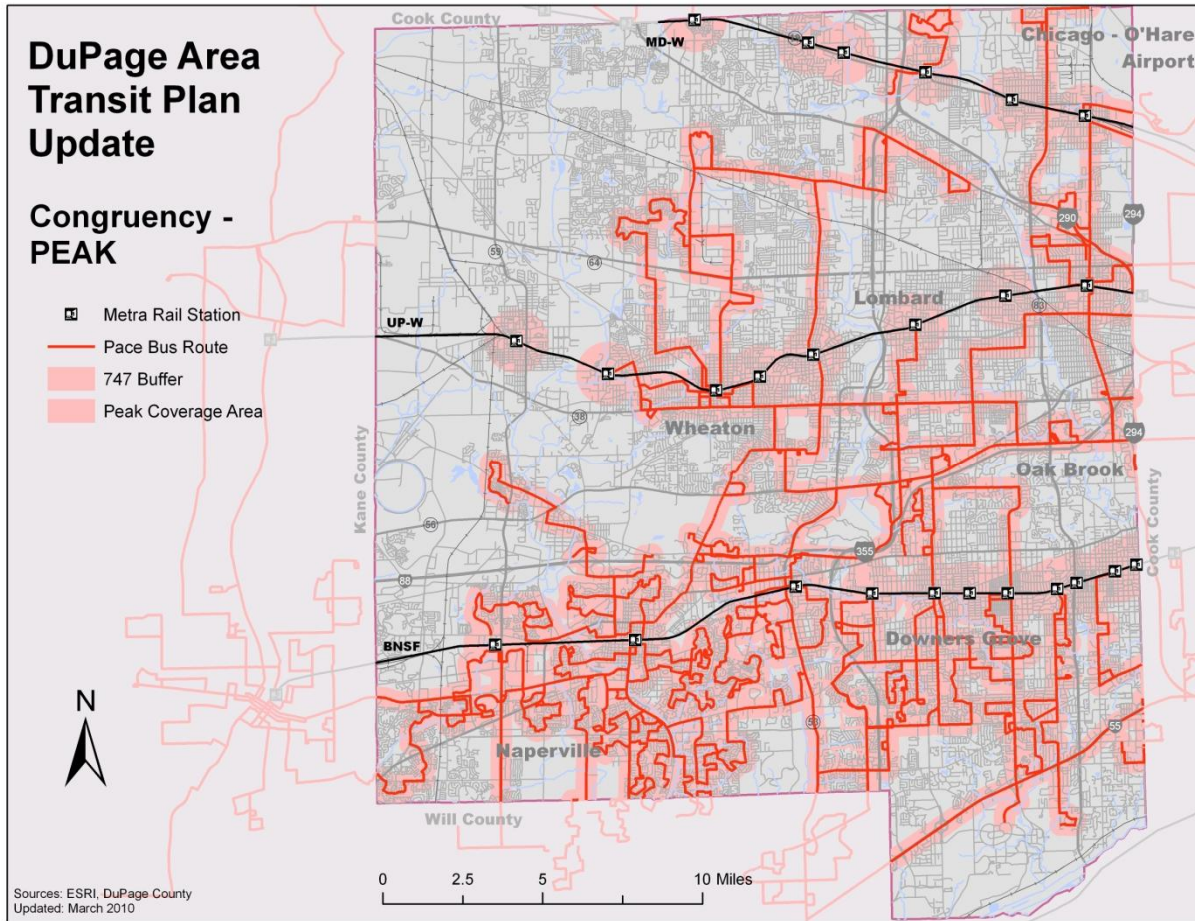 DuPage Area
Transit Plan
Update
Congruency -
PEAK
Metra Rail Station
Pace Bus Route
747 Buffer
Peak Coverage Area
Cook County
MD-W
Chicago - O'Hare
Airport
290
294
59
64
Lombard
83
UP-W
38
Wheaton
294
Kane County
Oak Brook
56
355
Cook County
88
BNSF
Downers Grove
N
53
55
Naperville
Will County
0 2.5 5 10 Miles
Sources: ESRI, DuPage County
Updated: March 2010